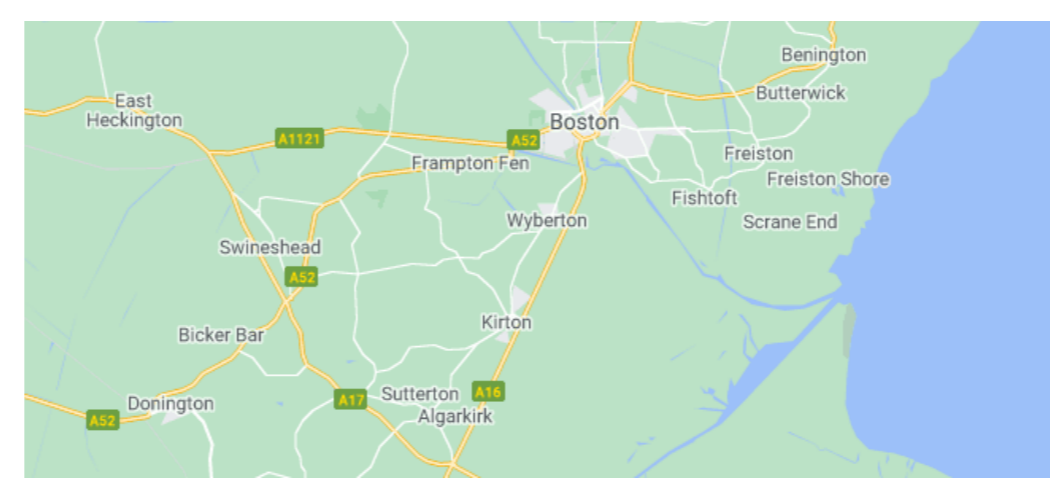 Benington
Butterwick
East
Heckington
Boston
A1121
A52
Frampton Fen
Freiston
Freiston Shore
Fishtoft
Wyberton
Scrane End
Swineshead
A52
Kirton
Bicker Bar
Sutterton
A16
A17
Donington
Algarkirk
A52